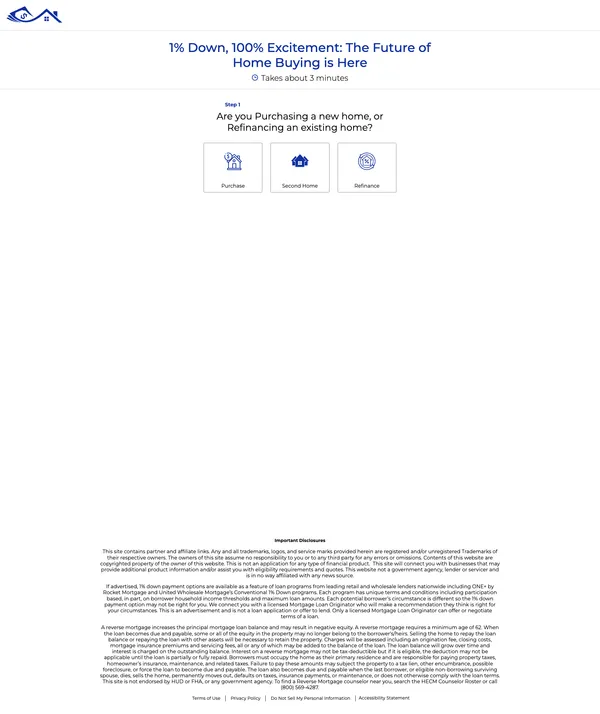 1% Down, 100% Excitement: The Future of
Home Buying is Here
Takes about 3 minutes
Step 1
Are you Purchasing a new home, or
Refinancing an existing home?
Purchase
Second Home
Refinance
Important Disclosures
This site contains partner and affiliate links. Any and all trademarks, logos, and service marks provided herein are registered and/or unregistered Trademarks of
their respective owners. The owners of this site assume no responsibility to you or to any third party for any errors or omissions. Contents of this website are
copyrighted property of the owner of this website. This is not an application for any type of financial product. This site will connect you with businesses that may
provide additional product information and/or assist you with eligibility requirements and quotes. This website not a government agency, lender or servicer and is
in no way affiliated with any news source.
If advertised, 1% down payment options are available as a feature of loan programs from leading retail and wholesale lenders nationwide including ONE+ by
Rocket Mortgage and United Wholesale Mortgage's Conventional 1% Down programs. Each program has unique terms and conditions including participation
based, in part, on borrower household income thresholds and maximum loan amounts. Each potential borrower's circumstance is different so the 1% down
payment option may not be right for you. We connect you with a licensed Mortgage Loan Originator who will make a recommendation they think is right for
your circumstances. This is an advertisement and is not a loan application or offer to lend. Only a licensed Mortgage Loan Originator can offer or negotiate
terms of a loan.
A reverse mortgage increases the principal mortgage loan balance and may result in negative equity. A reverse mortgage requires a minimum age of 62. When
the loan becomes due and payable, some or all of the equity in the property may no longer belong to the borrower's/heirs. Selling the home to repay the loan
balance or repaying the loan with other assets will be necessary to retain the property. Charges will be assessed including an origination fee, closing costs,
mortgage insurance premiums and servicing fees, all or any of which may be added to the balance of the loan. The loan balance will grow over time and
interest is charged on the outstanding balance. Interest on a reverse mortgage may not be tax-deductible but if it is eligible, the deduction may not be
applicable until the loan is partially or fully repaid. Borrowers must occupy the home as their primary residence and are responsible for paying property taxes,
homeowner's insurance, maintenance, and related taxes. Failure to pay these amounts may subject the property to a tax lien, other encumbrance, possible
foreclosure, or force the loan to become due and payable. The loan also becomes due and payable when the last borrower, or eligible non-borrowing surviving
spouse, dies, sells the home, permanently moves out, defaults on taxes, insurance payments, or maintenance, or does not otherwise comply with the loan terms.
This site is not endorsed by HUD or FHA, or any government agency. To find a Reverse Mortgage counselor near you, search the HECM Counselor Roster or call
(800) 569-4287.
Terms of Use | Privacy Policy | Do Not Sell My Personal Information | Accessibility Statement